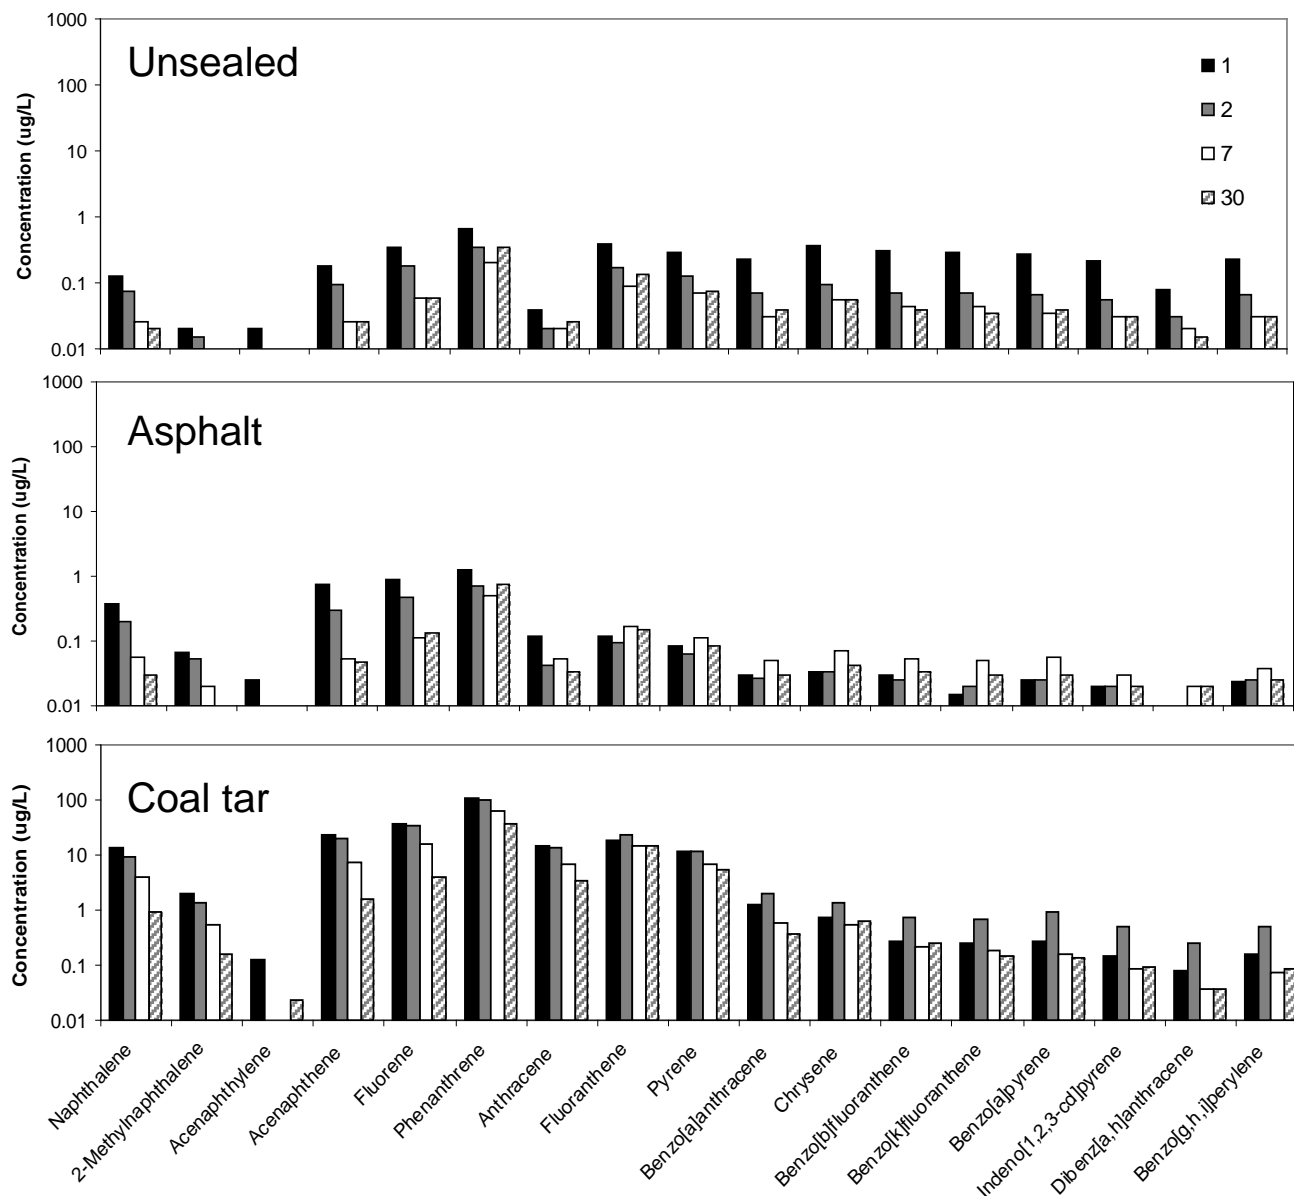 Unsealed
Concentration (ug/L)
1000
100
10
1
0.1
0.01
1
2
7
30
Asphalt
Concentration (ug/L)
1000
100
10
1
0.1
0.01
Coal tar
Concentration (ug/L)
1000
100
10
1
0.1
0.01
Naphthalene
2-Methylnaphthalene
Acenaphthylene
Acenaphthene
Fluorene
Phenanthrene
Anthracene
Fluoranthene
Pyrene
Benzo[a]anthracene
Chrysene
Benzo[b]fluoranthene
Benzo[k]fluoranthene
Benzo[a]pyrene
Indeno[1,2,3-cd]pyrene
Dibenz[a,h]anthracene
Benzo[g,h,i]perylene